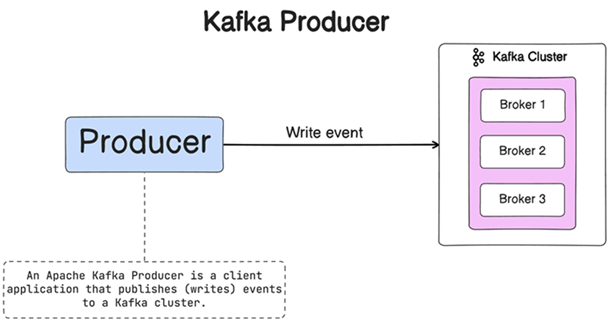 Kafka Producer
Kafka Cluster
Producer
Write event
Broker 1
Broker 2
Broker 3
An Apache Kafka Producer is a client
application that publishes (writes) events
to a Kafka cluster.